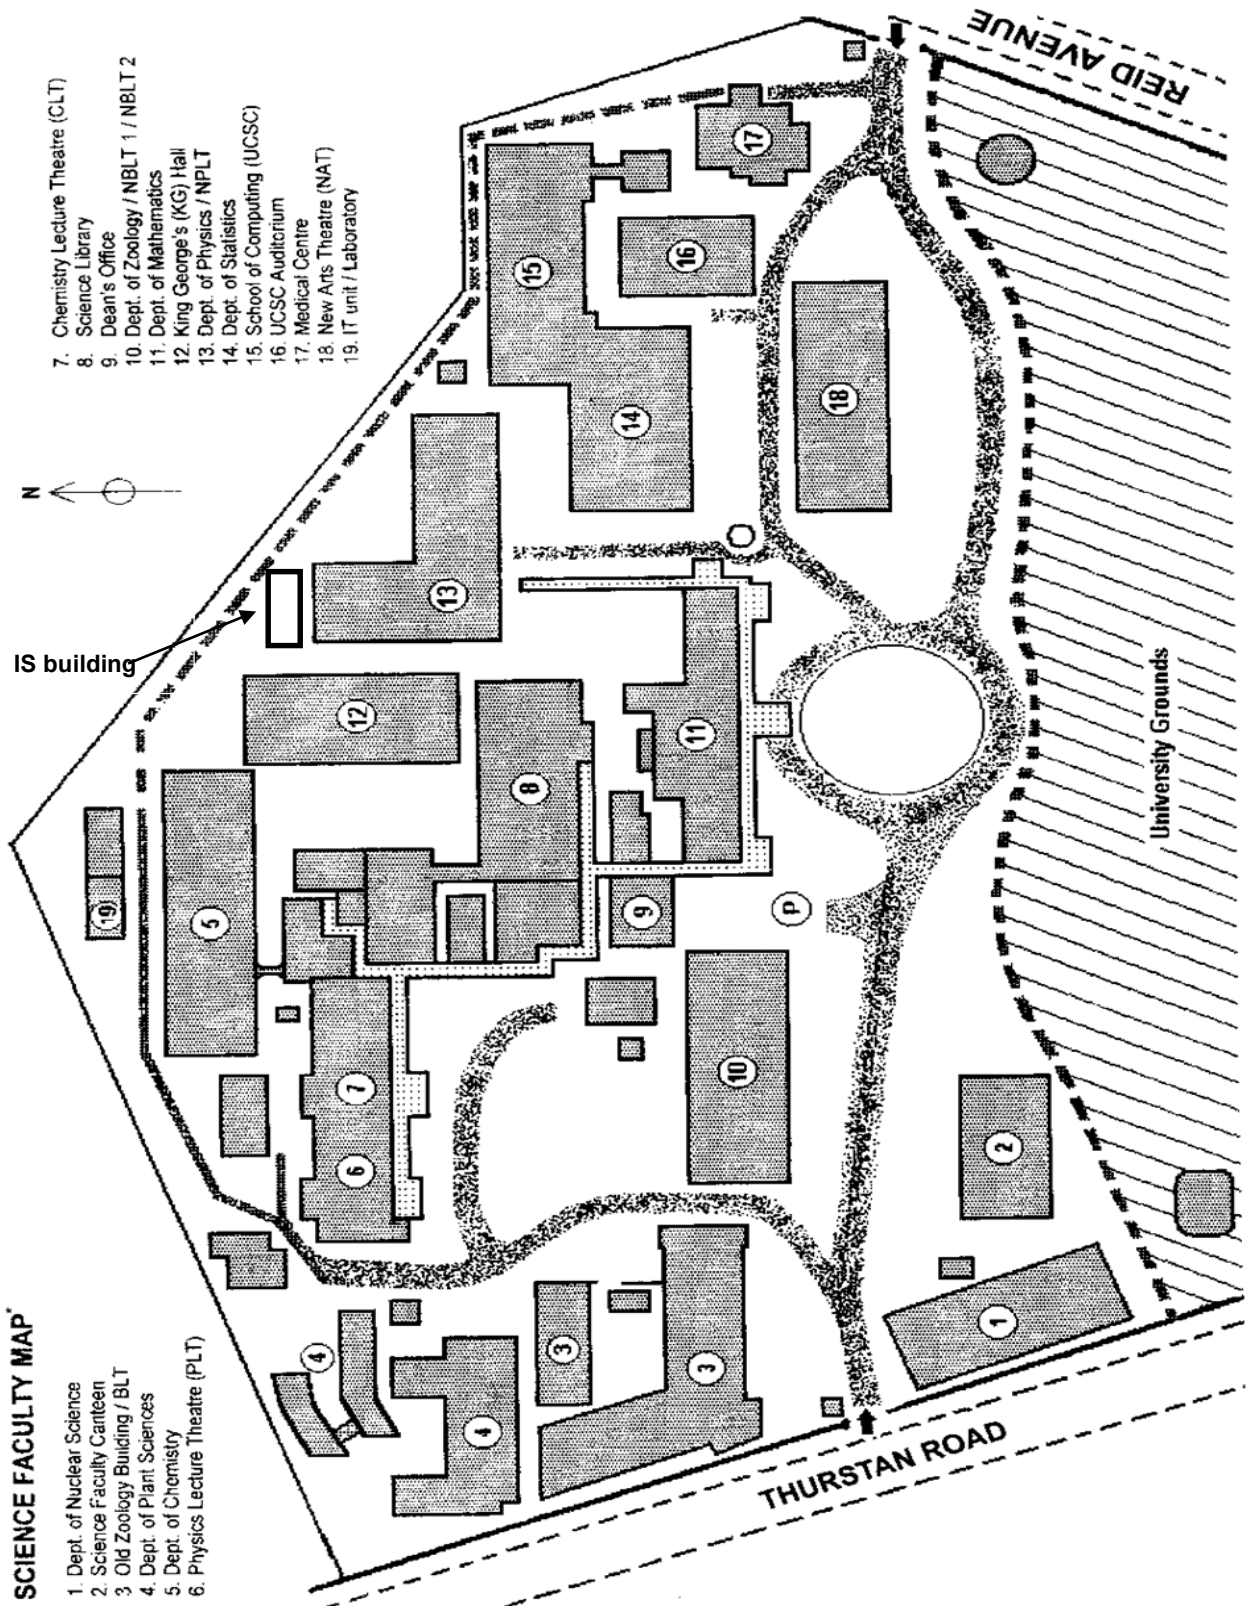 SCIENCE FACULTY MAP*
1. Dept. of Nuclear Science
2. Science Faculty Canteen
3 Old Zoology Building / BLT
4. Dept. of Plant Sciences
5. Dept. of Chemistry
6. Physics Lecture Theatre (PLT)
7. Chemistry Lecture Theatre (CLT)
8. Science Library
9. Dean's Office
10. Dept. of Zoology / NBLT 1 / NBLT 2
11. Dept. of Mathematics
12. King George's (KG) Hall
13. Dept. of Physics / NPLT
14. Dept. of Statistics
15. School of Computing (UCSC)
16. UCSC Auditorium
17. Medical Centre
18. New Arts Theatre (NAT)
19. IT unit / Laboratory
N
IS building
19
5
12
13
15
14
16
17
18
8
11
9
P
7
6
10
4
4
3
3
2
1
University Grounds
THURSTAN ROAD
REID AVENUE